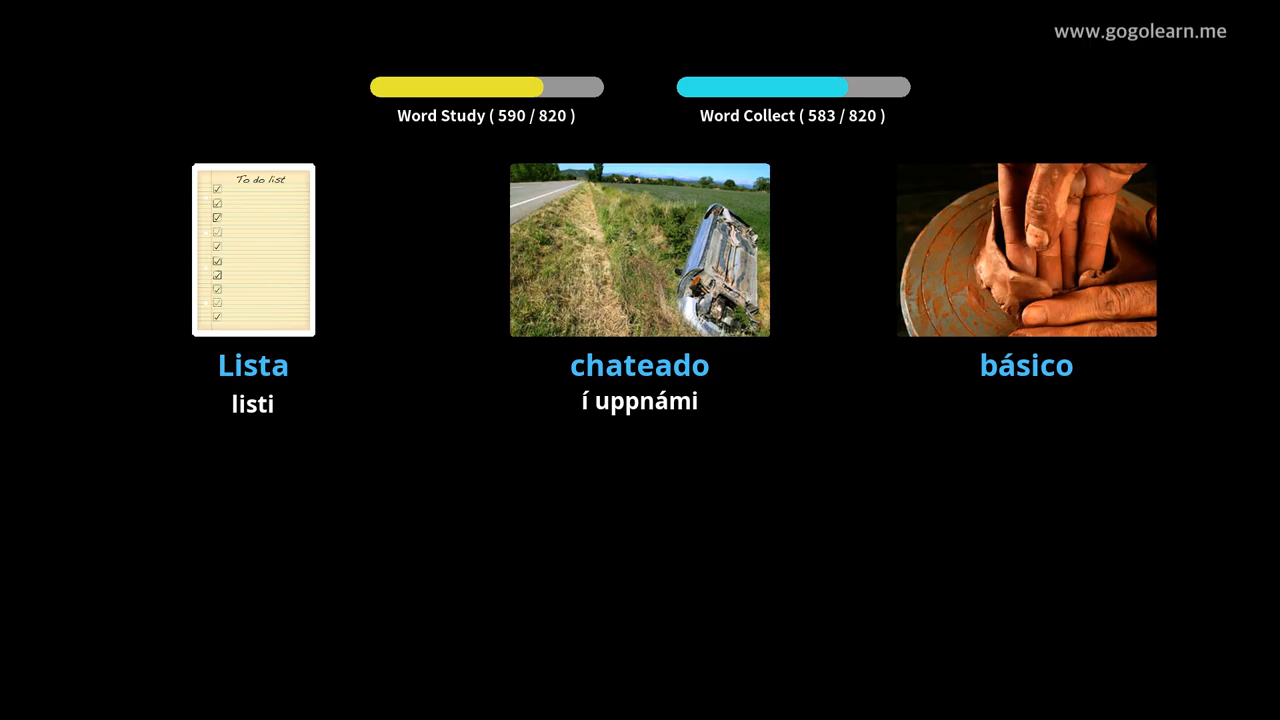 www.gogolearn.me
Word Study ( 590 / 820 )
Word Collect ( 583 / 820 )
To do list
Lista
chateado
básico
listi
í uppnámi